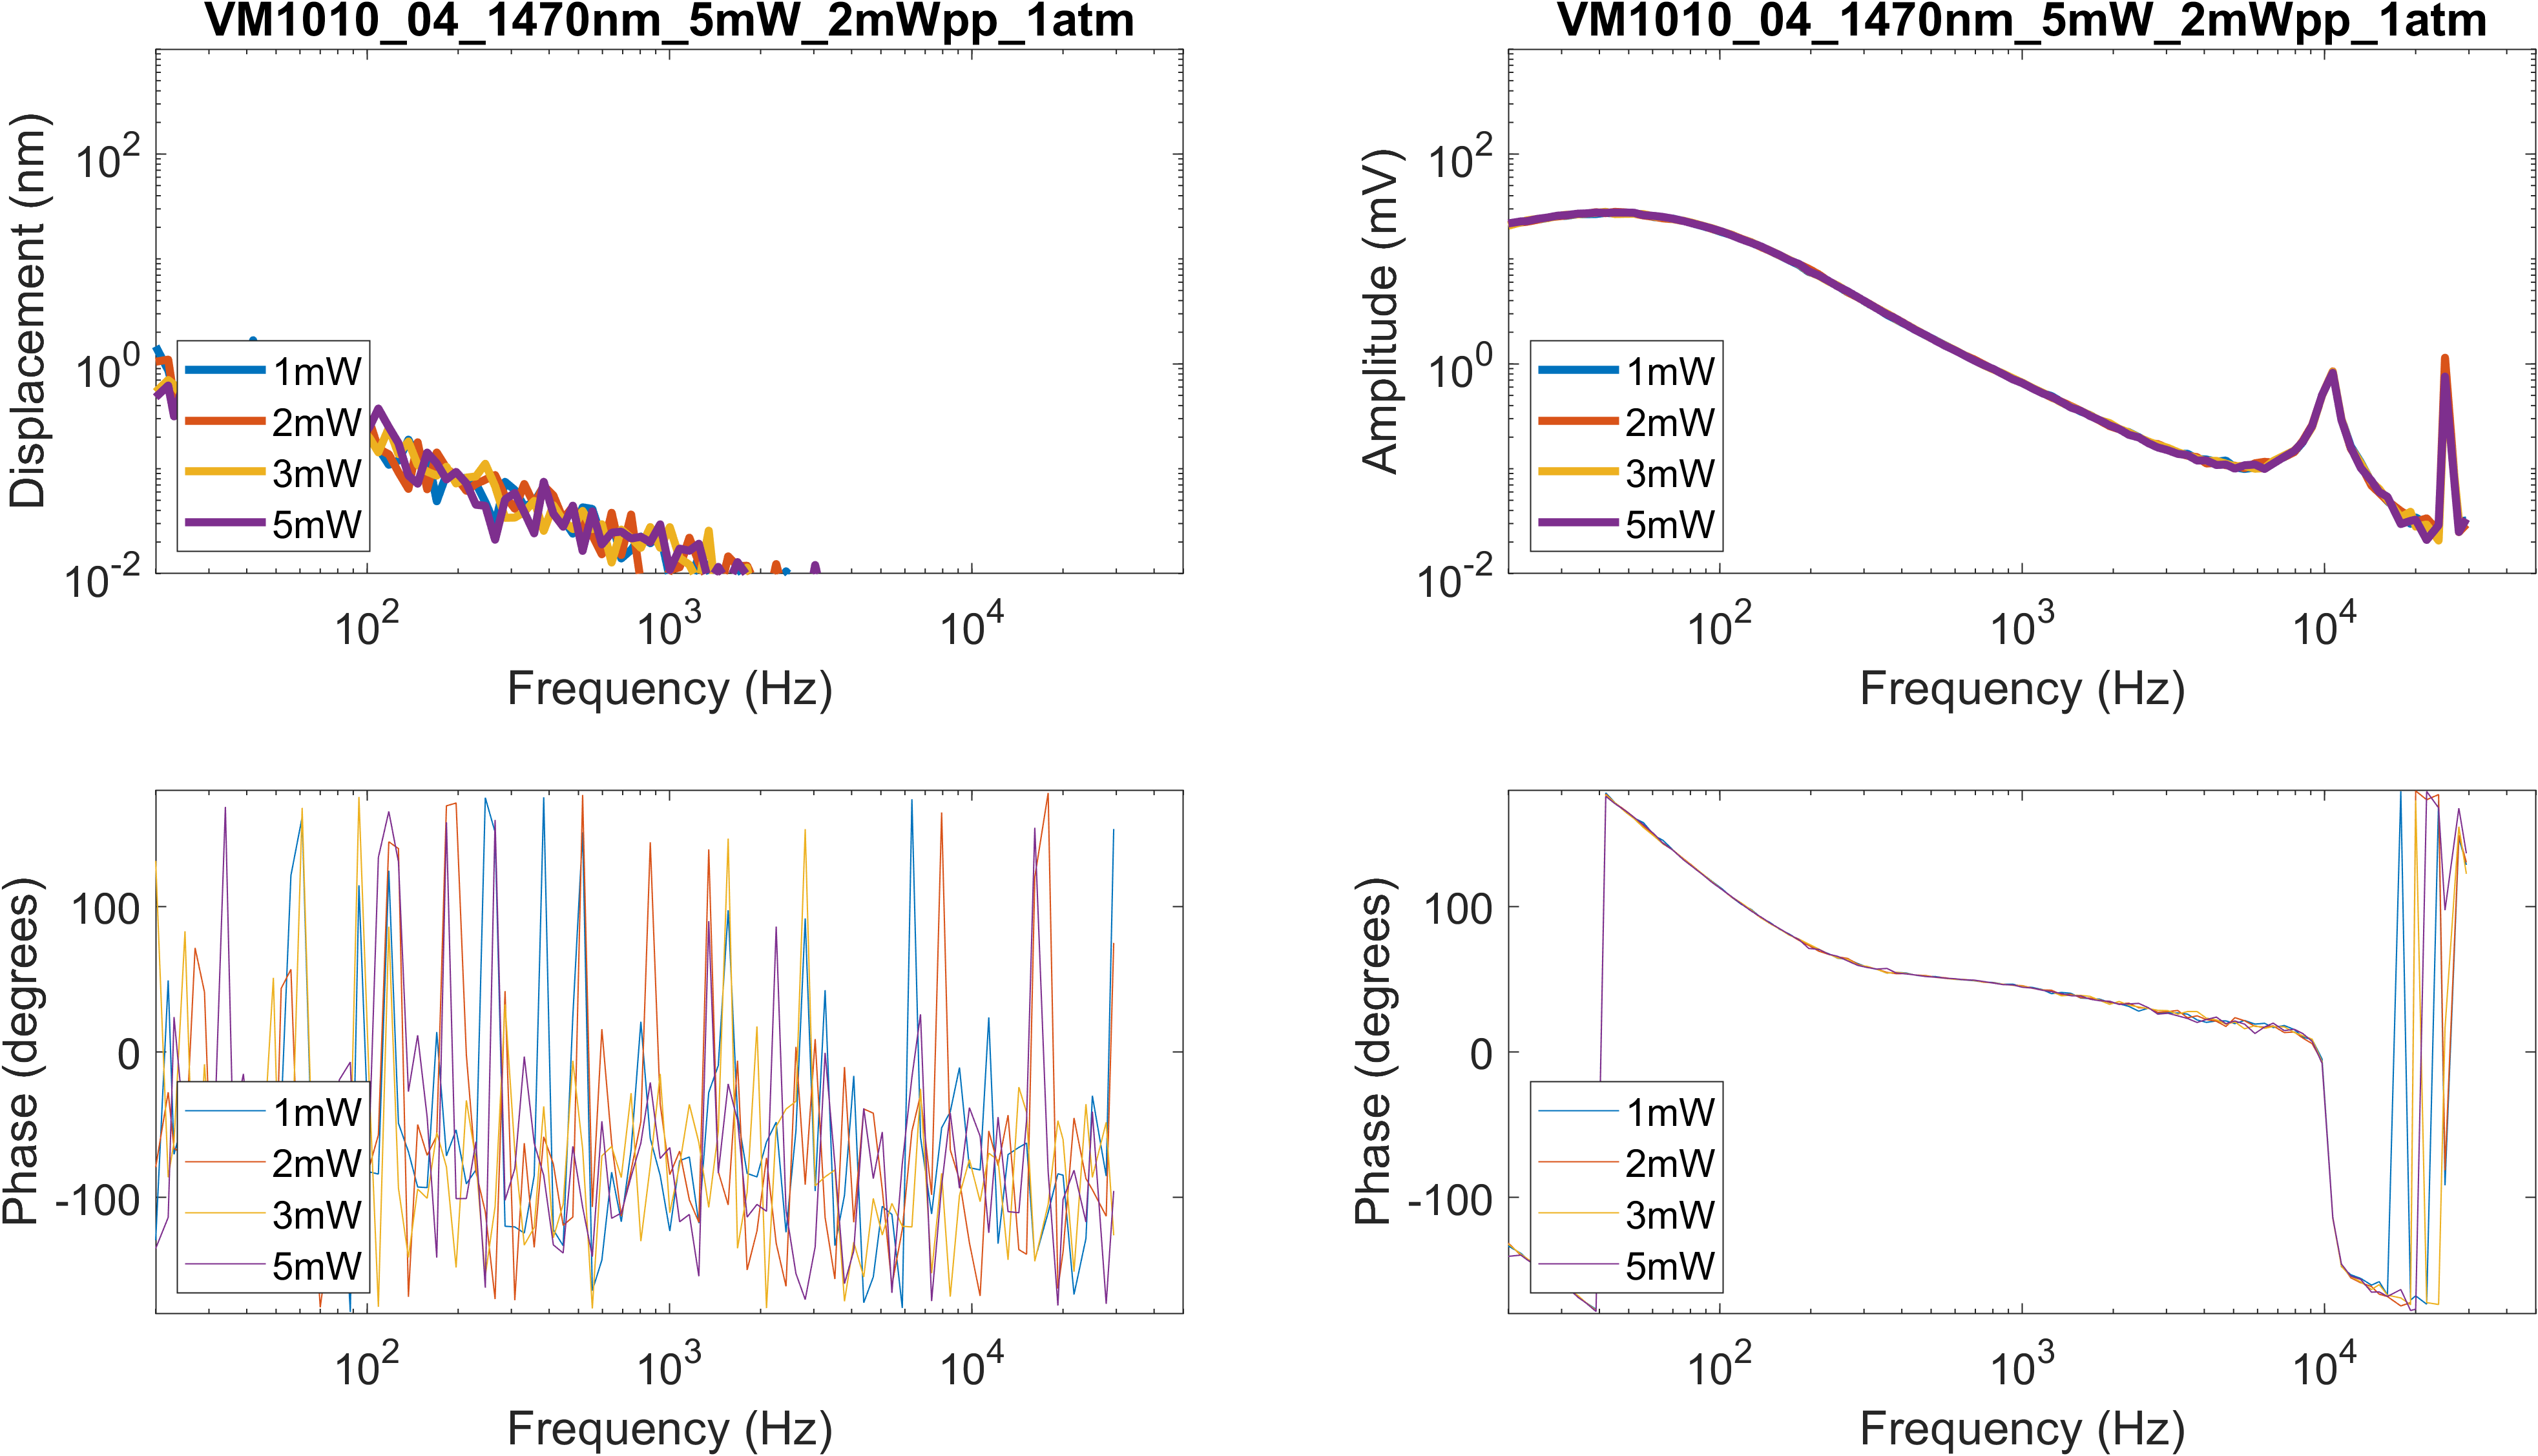 VM1010_04_1470nm_5mW_2mWpp_1atm
Displacement (nm)
10^2
10^0
10^-2
1mW
2mW
3mW
5mW
10^2 10^3 10^4
Frequency (Hz)
VM1010_04_1470nm_5mW_2mWpp_1atm
Amplitude (mV)
10^2
10^0
10^-2
1mW
2mW
3mW
5mW
10^2 10^3 10^4
Frequency (Hz)
Phase (degrees)
100
0
-100
1mW
2mW
3mW
5mW
10^2 10^3 10^4
Frequency (Hz)
Phase (degrees)
100
0
-100
1mW
2mW
3mW
5mW
10^2 10^3 10^4
Frequency (Hz)